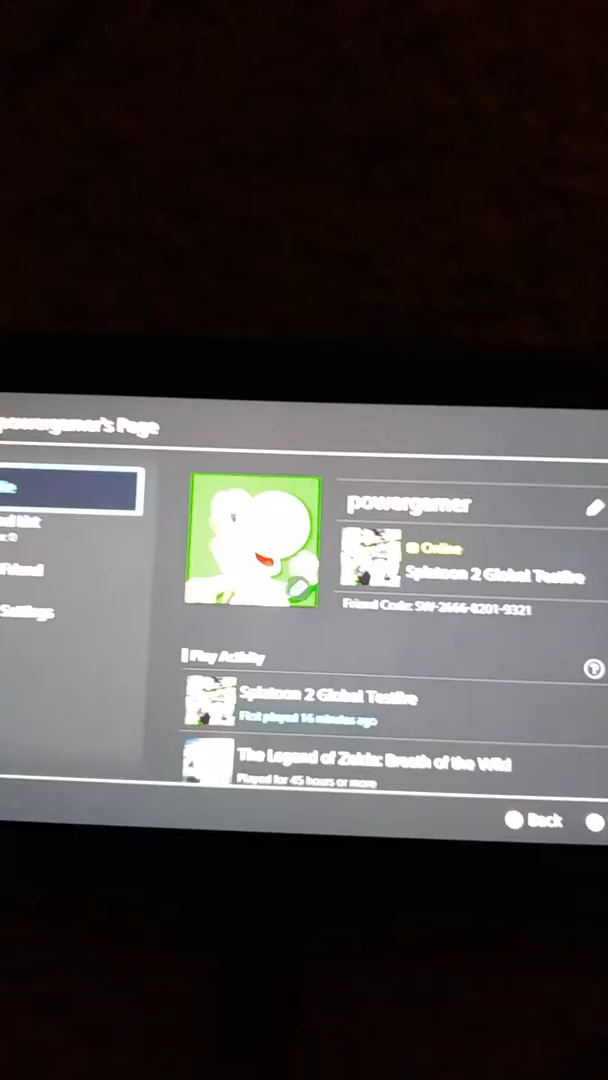 powergamer's Page
Friend
Settings
powergamer
Online
Splatoon 2 Global Testfire
Friend Code: SW-2666-8201-9321
Play Activity
?
Splatoon 2 Global Testfire
First played 16 minutes ago
The Legend of Zelda: Breath of the Wild
Played for 45 hours or more
Back